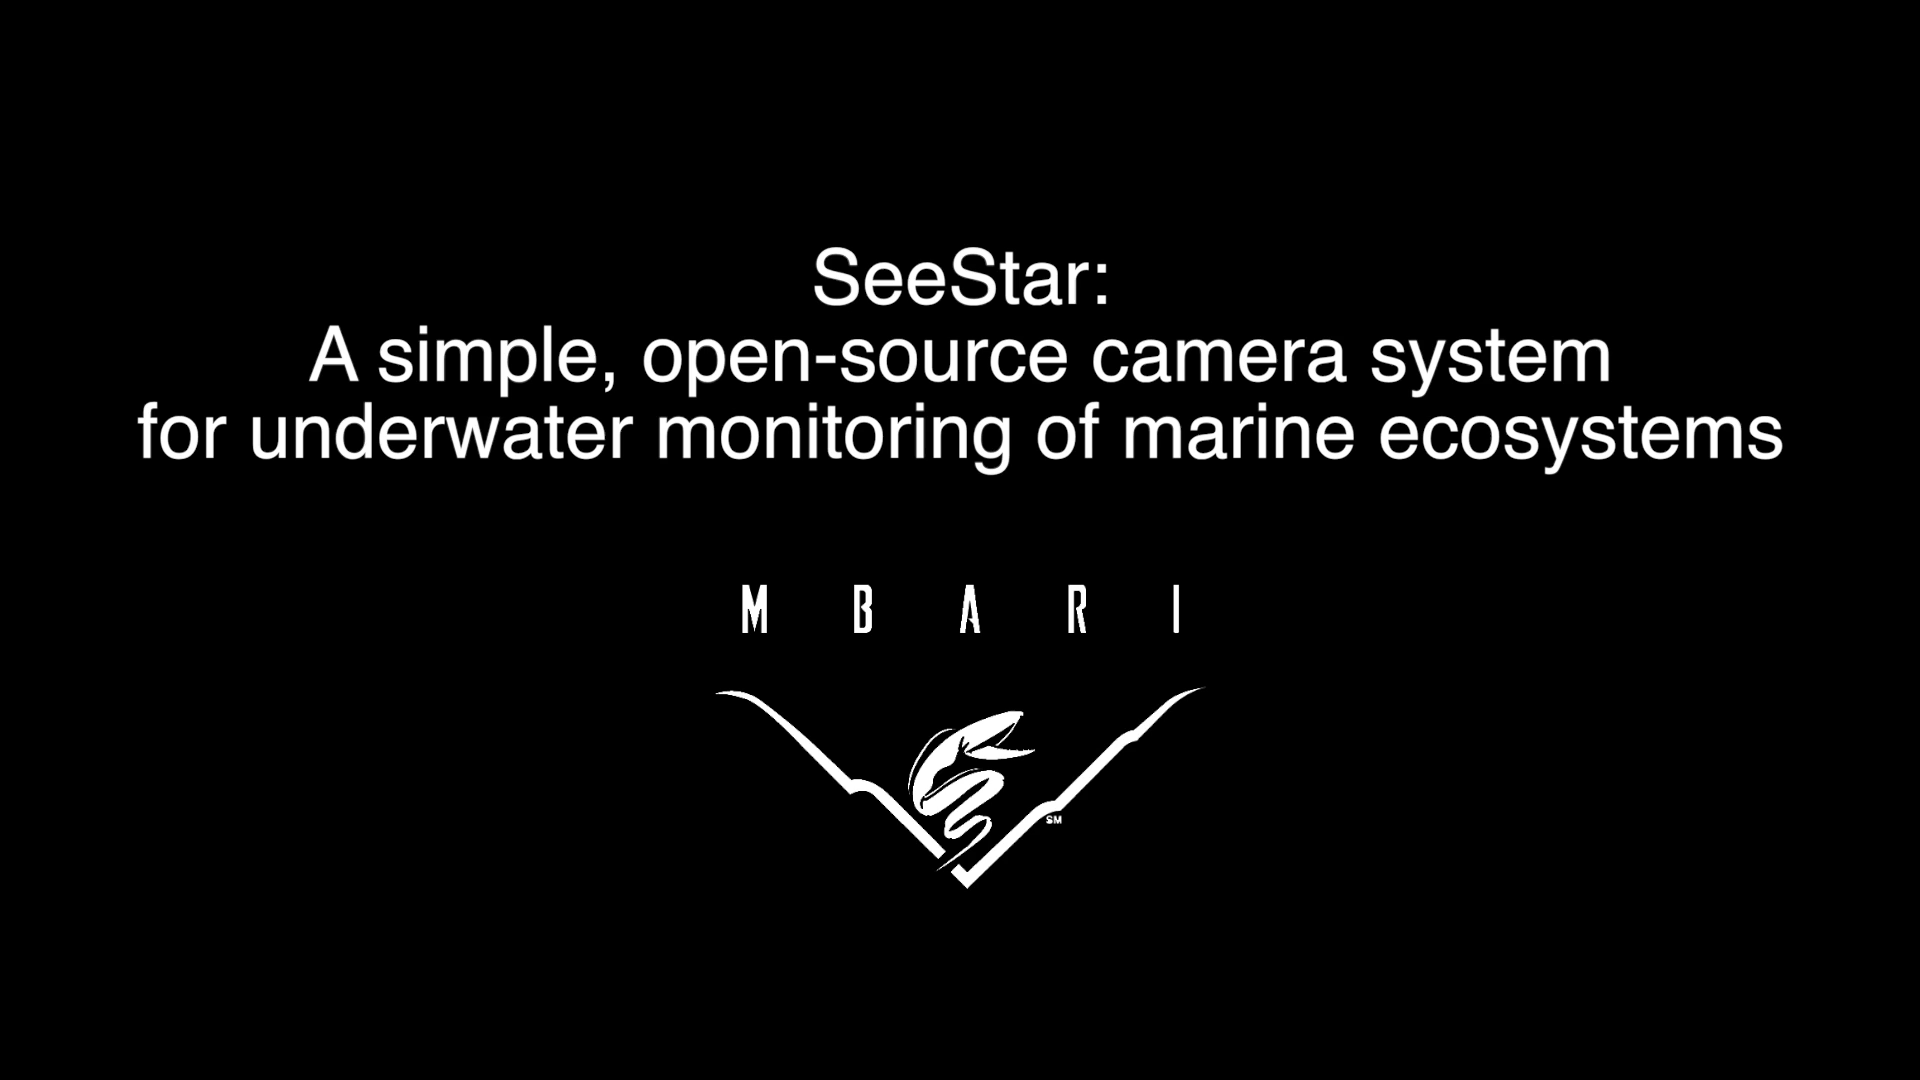 SeeStar:
A simple, open-source camera system
for underwater monitoring of marine ecosystems
M B A R I
SM